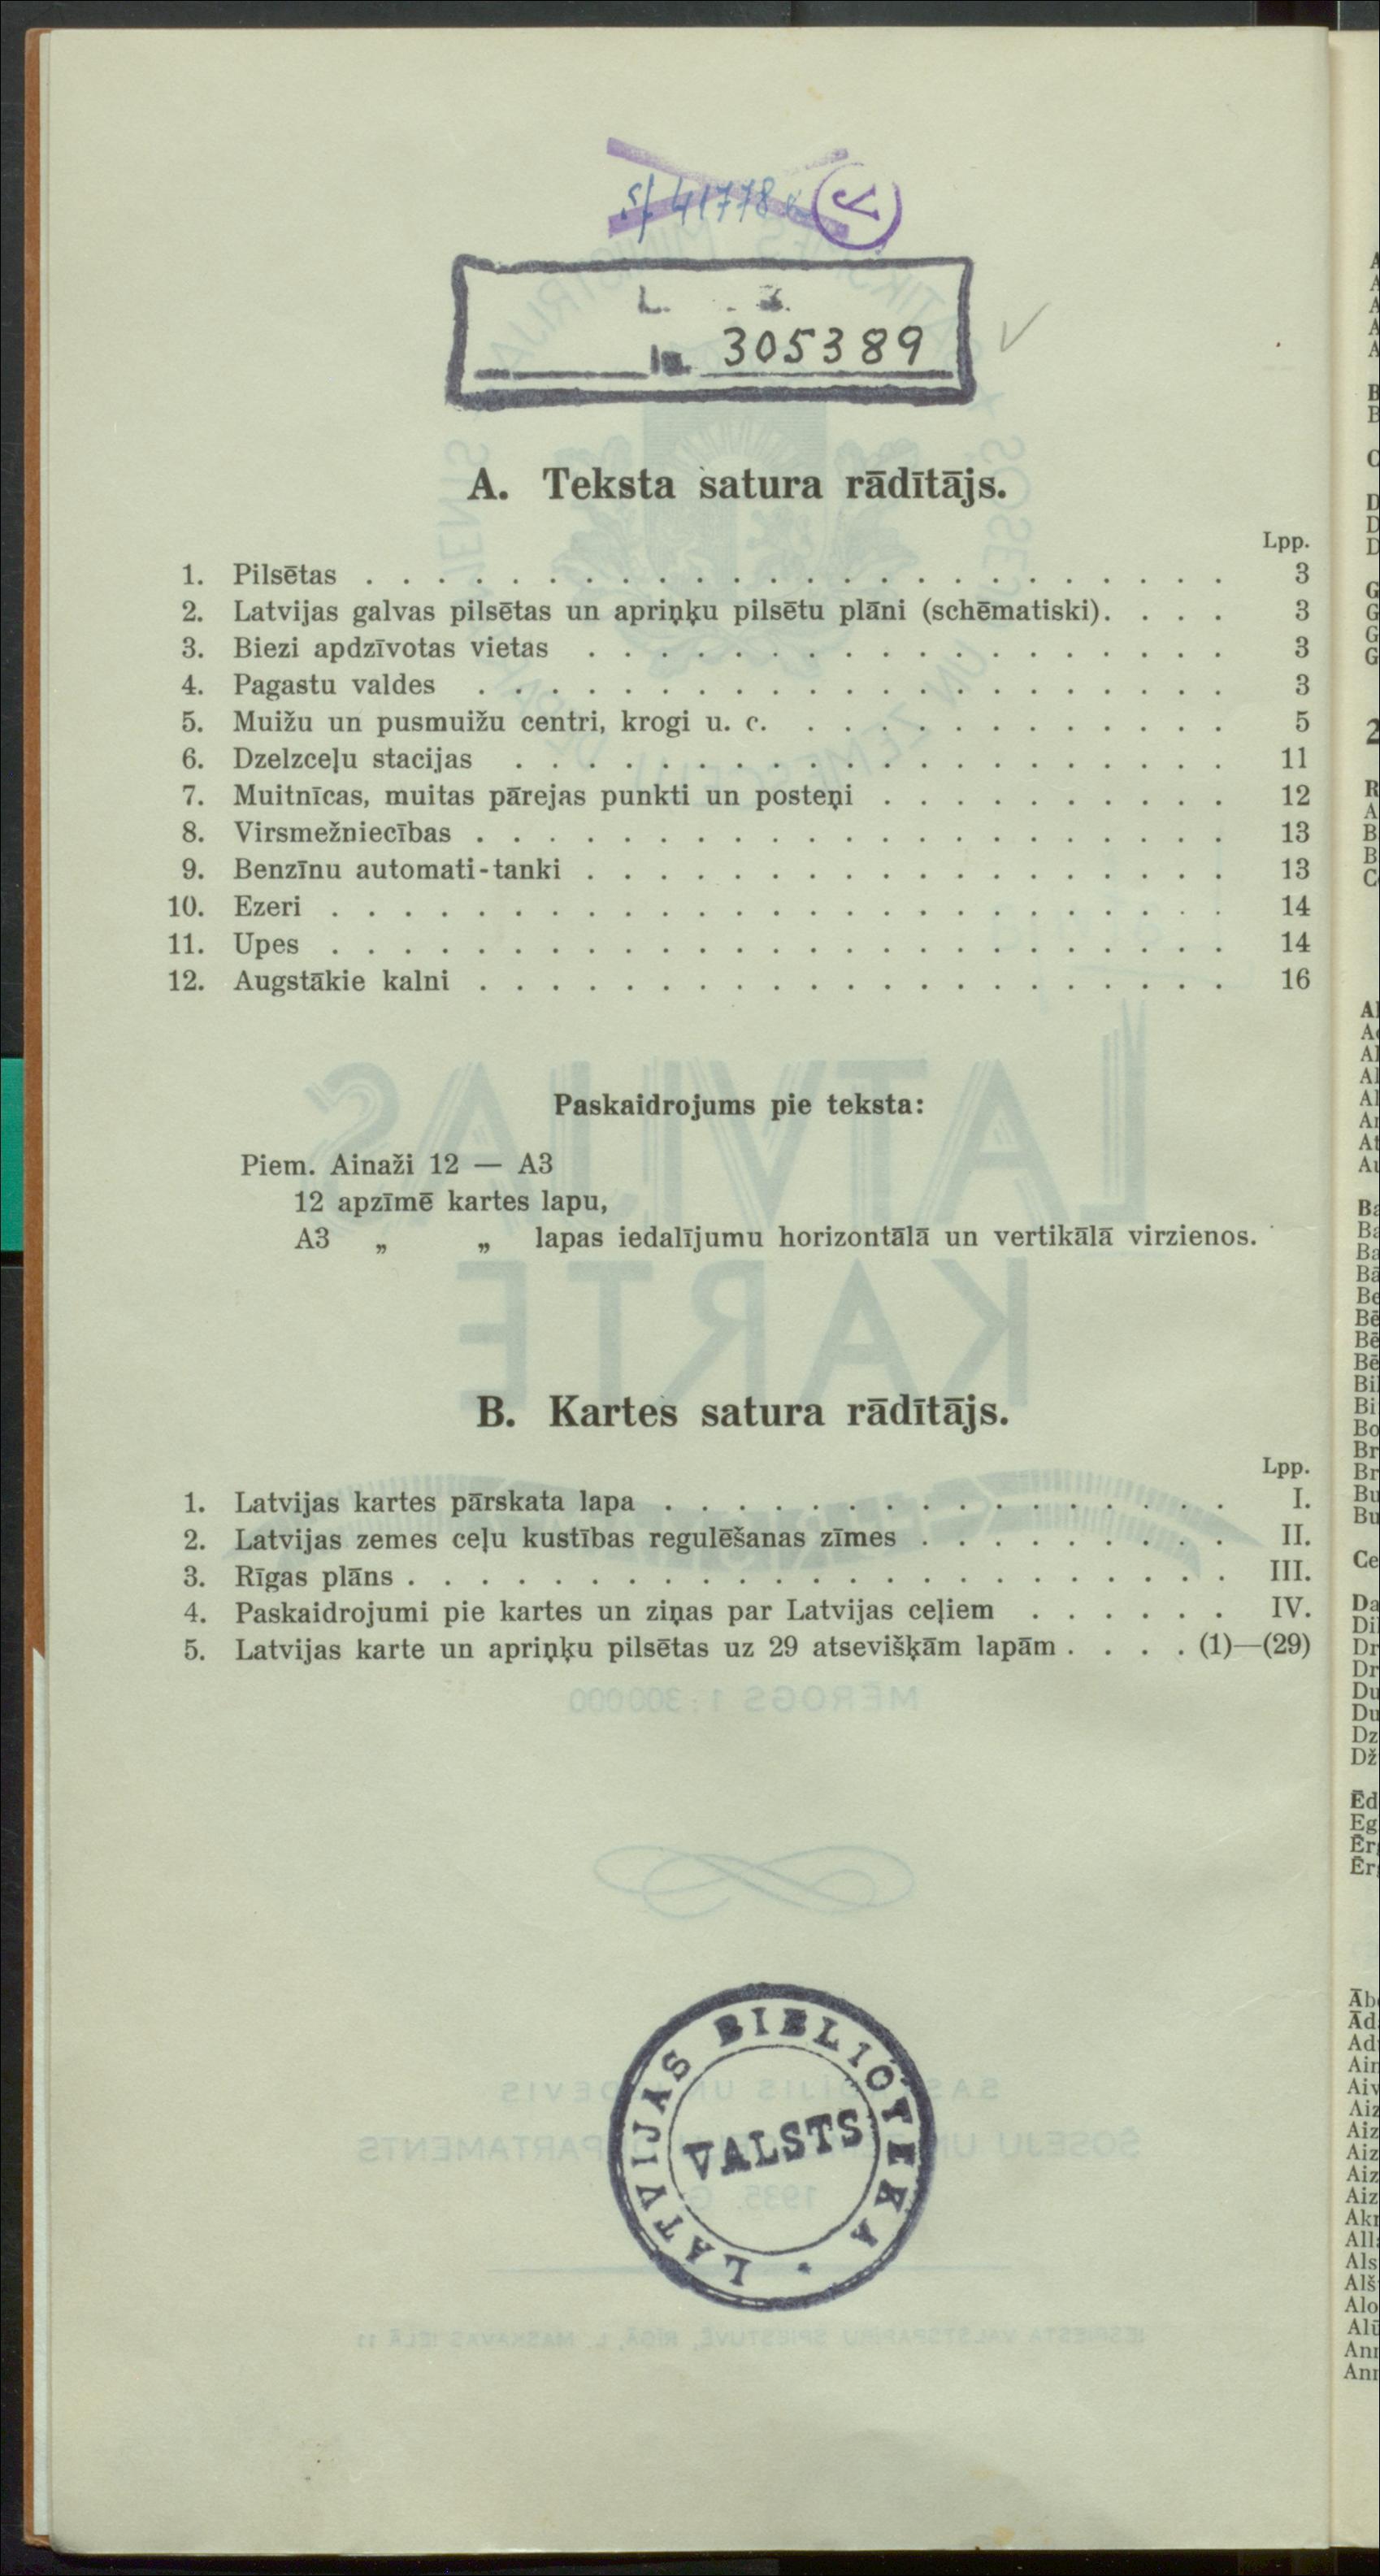 s/ 41778
305389
A. Teksta satura rādītājs.
Lpp.
1. Pilsētas . . . . . . . . . . . . . . . . . . . . . . . . 3
2. Latvijas galvas pilsētas un apriņķu pilsētu plāni (schēmatiski). . . . 3
3. Biezi apdzīvotas vietas . . . . . . . . . . . . . . . . . . 3
4. Pagastu valdes . . . . . . . . . . . . . . . . . . . . . 3
5. Muižu un pusmuižu centri, krogi u. c. . . . . . . . . . . . . 5
6. Dzelzceļu stacijas . . . . . . . . . . . . . . . . . . . . 11
7. Muitnīcas, muitas pārejas punkti un posteņi . . . . . . . . . . 12
8. Virsmežniecības . . . . . . . . . . . . . . . . . . . . . 13
9. Benzīnu automati-tanki . . . . . . . . . . . . . . . . . . 13
10. Ezeri . . . . . . . . . . . . . . . . . . . . . . . . . 14
11. Upes . . . . . . . . . . . . . . . . . . . . . . . . . 14
12. Augstākie kalni . . . . . . . . . . . . . . . . . . . . . 16
Paskaidrojums pie teksta:
Piem. Ainaži 12 — A3
12 apzīmē kartes lapu,
A3 „ „ lapas iedalījumu horizontālā un vertikālā virzienos.
B. Kartes satura rādītājs.
Lpp.
1. Latvijas kartes pārskata lapa . . . . . . . . . . . . . . . . I.
2. Latvijas zemes ceļu kustības regulēšanas zīmes . . . . . . . . . II.
3. Rīgas plāns . . . . . . . . . . . . . . . . . . . . . . . III.
4. Paskaidrojumi pie kartes un ziņas par Latvijas ceļiem . . . . . . IV.
5. Latvijas karte un apriņķu pilsētas uz 29 atsevišķām lapām . . . . (1)—(29)
LATVIJAS BIBLIOTEKA
VALSTS